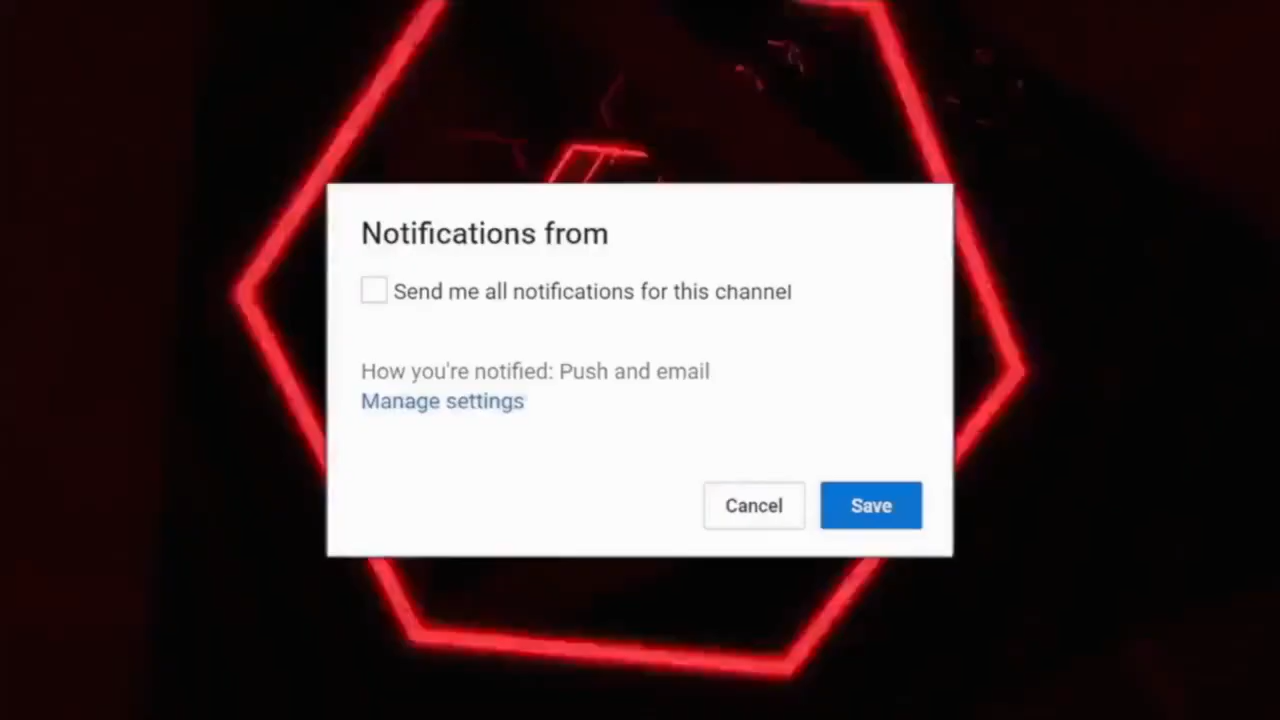 Notifications from
Send me all notifications for this channel
How you're notified: Push and email
Manage settings
Cancel
Save